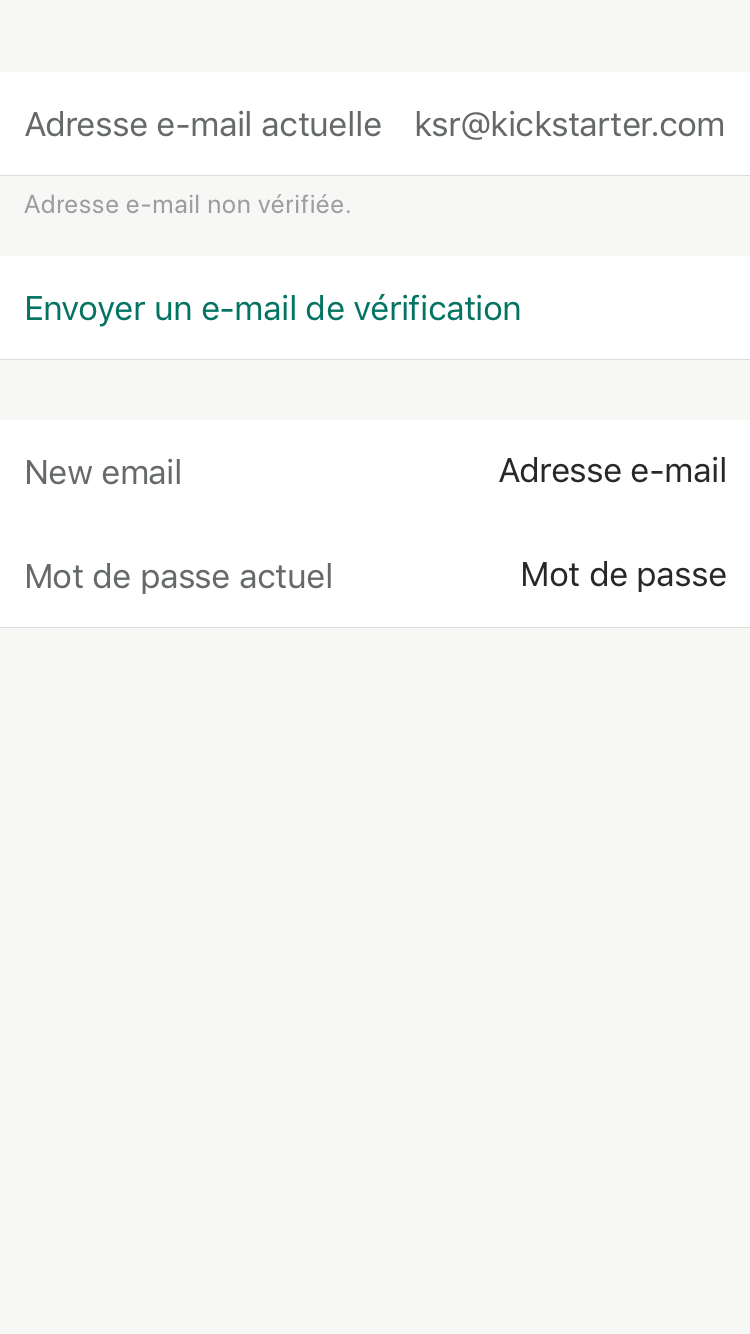 Adresse e-mail actuelle ksr@kickstarter.com
Adresse e-mail non vérifiée.
Envoyer un e-mail de vérification
New email Adresse e-mail
Mot de passe actuel Mot de passe